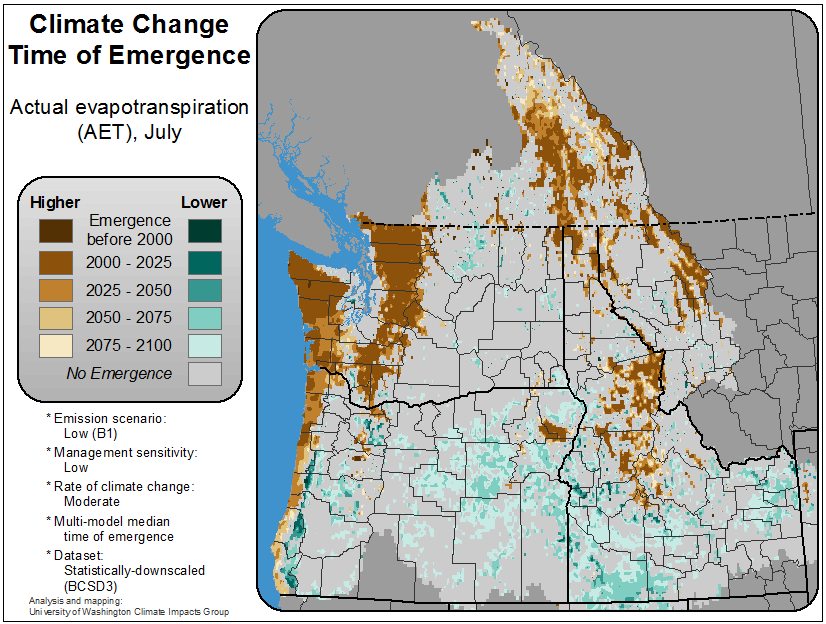 Climate Change
Time of Emergence
Actual evapotranspiration
(AET), July
Higher Lower
Emergence
before 2000
2000 - 2025
2025 - 2050
2050 - 2075
2075 - 2100
No Emergence
* Emission scenario:
Low (B1)
* Management sensitivity:
Low
* Rate of climate change:
Moderate
* Multi-model median
time of emergence
* Dataset:
Statistically-downscaled
(BCSD3)
Analysis and mapping:
University of Washington Climate Impacts Group